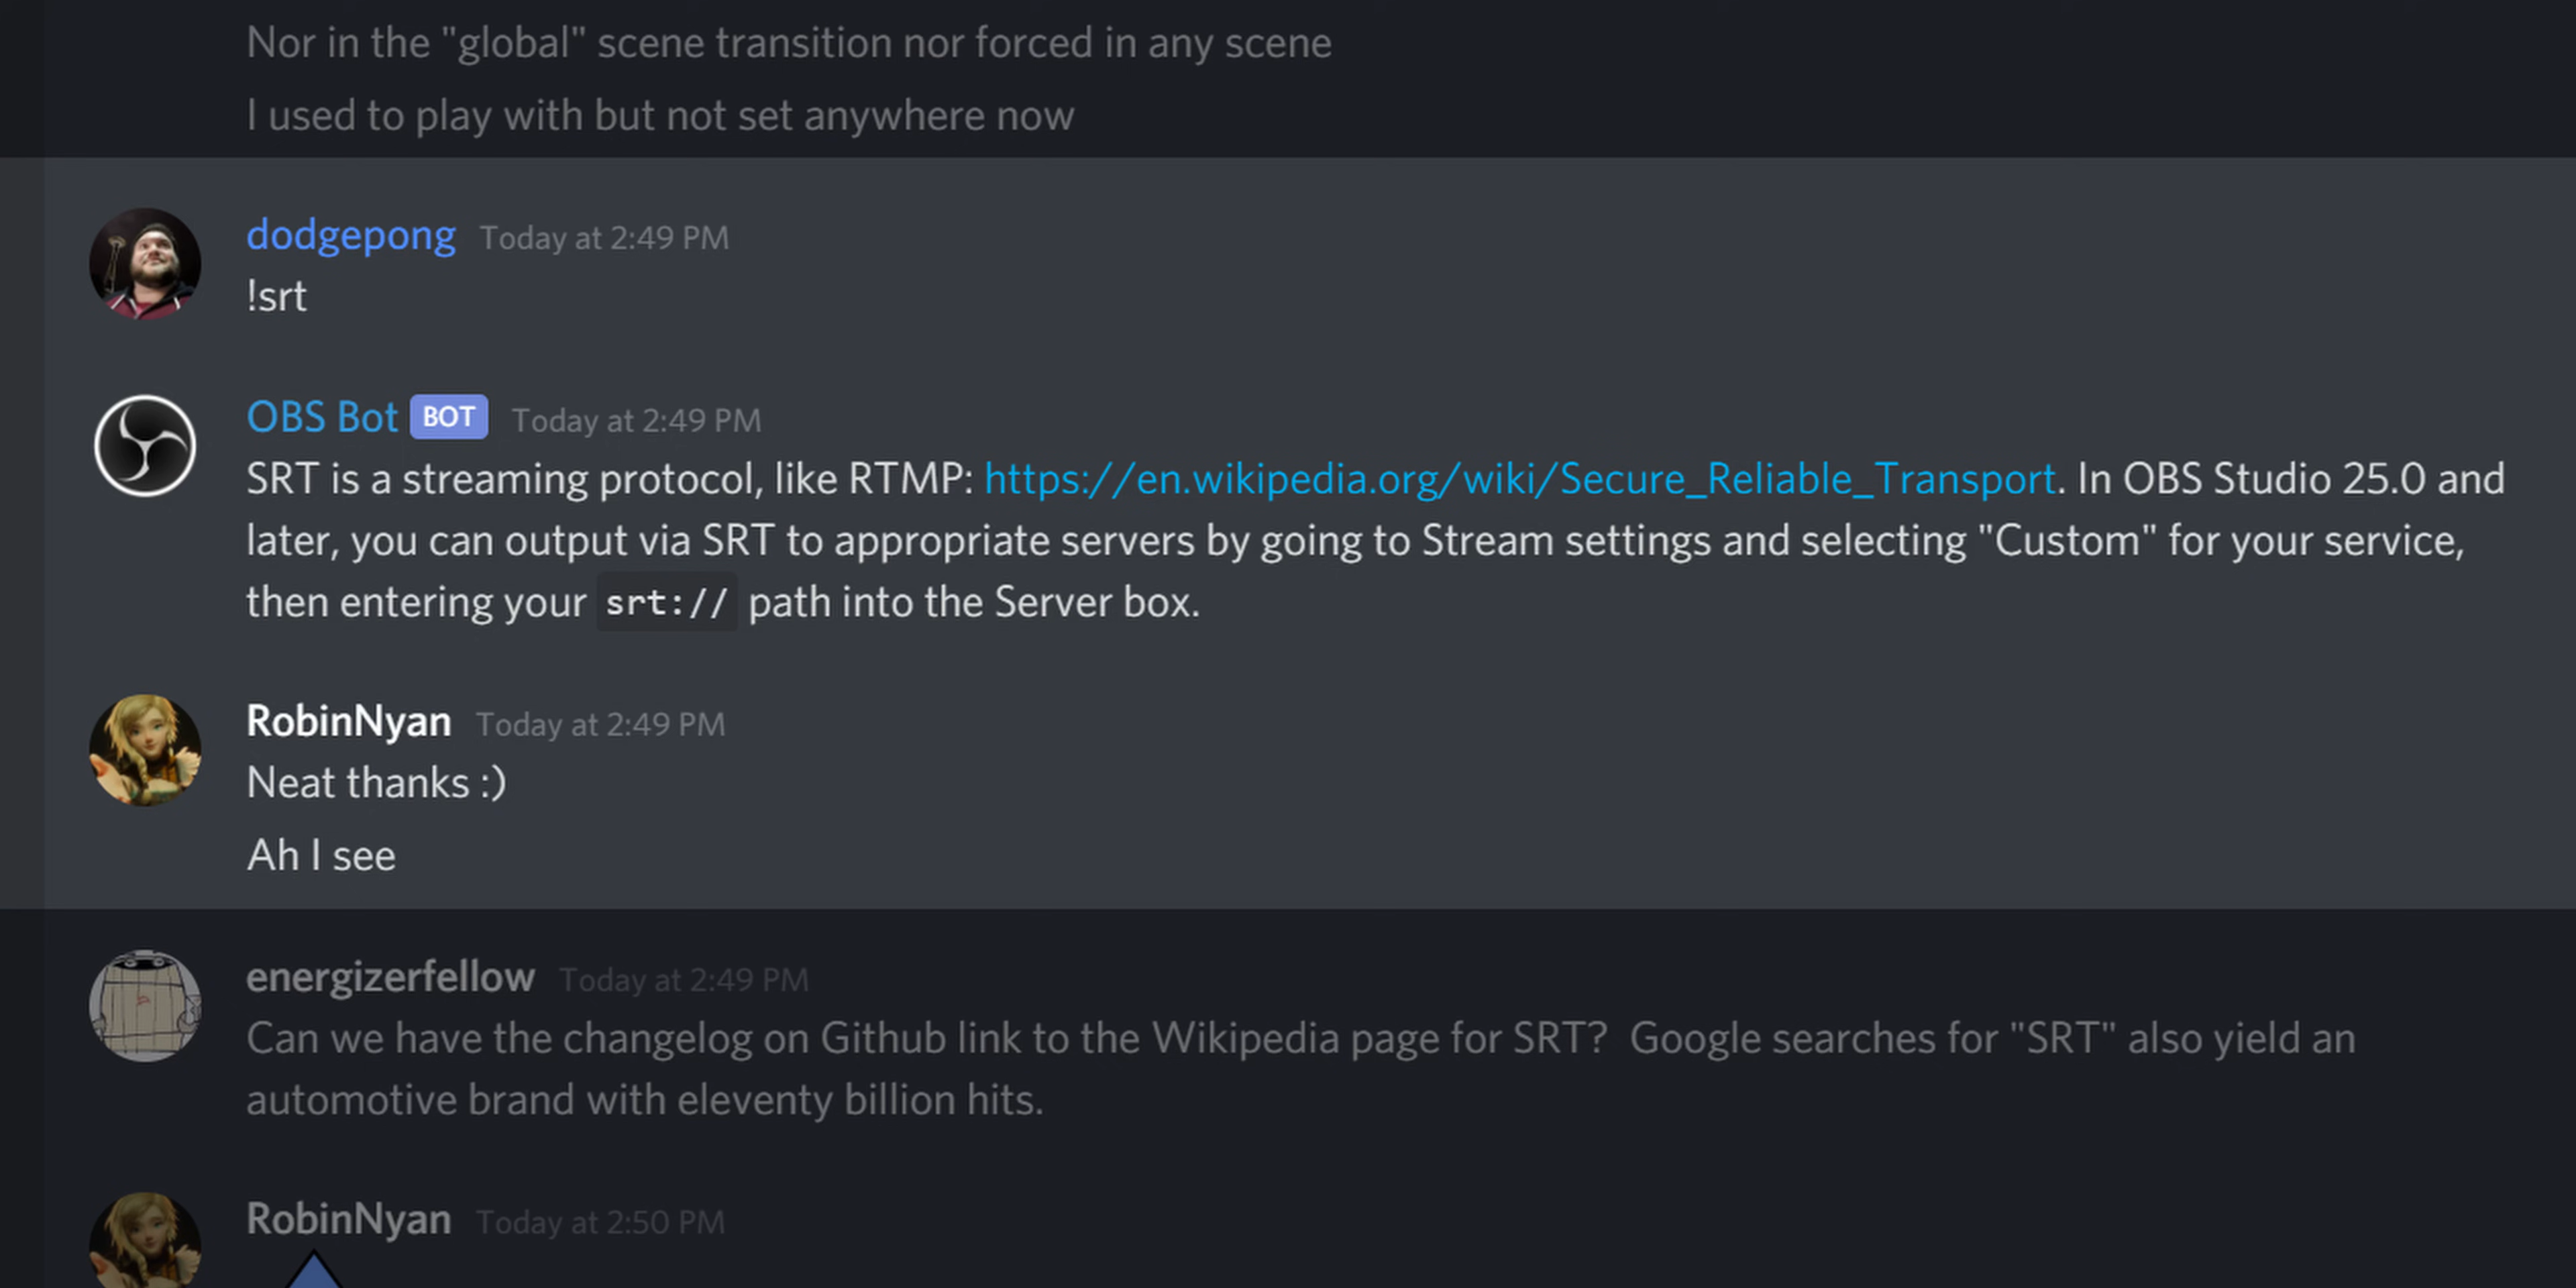 Nor in the "global" scene transition nor forced in any scene
I used to play with but not set anywhere now
dodgepong Today at 2:49 PM
!srt
OBS Bot BOT Today at 2:49 PM
SRT is a streaming protocol, like RTMP: https://en.wikipedia.org/wiki/Secure_Reliable_Transport. In OBS Studio 25.0 and
later, you can output via SRT to appropriate servers by going to Stream settings and selecting "Custom" for your service,
then entering your srt:// path into the Server box.
RobinNyan Today at 2:49 PM
Neat thanks :)
Ah I see
energizerfellow Today at 2:49 PM
Can we have the changelog on Github link to the Wikipedia page for SRT?  Google searches for "SRT" also yield an
automotive brand with eleventy billion hits.
RobinNyan Today at 2:50 PM